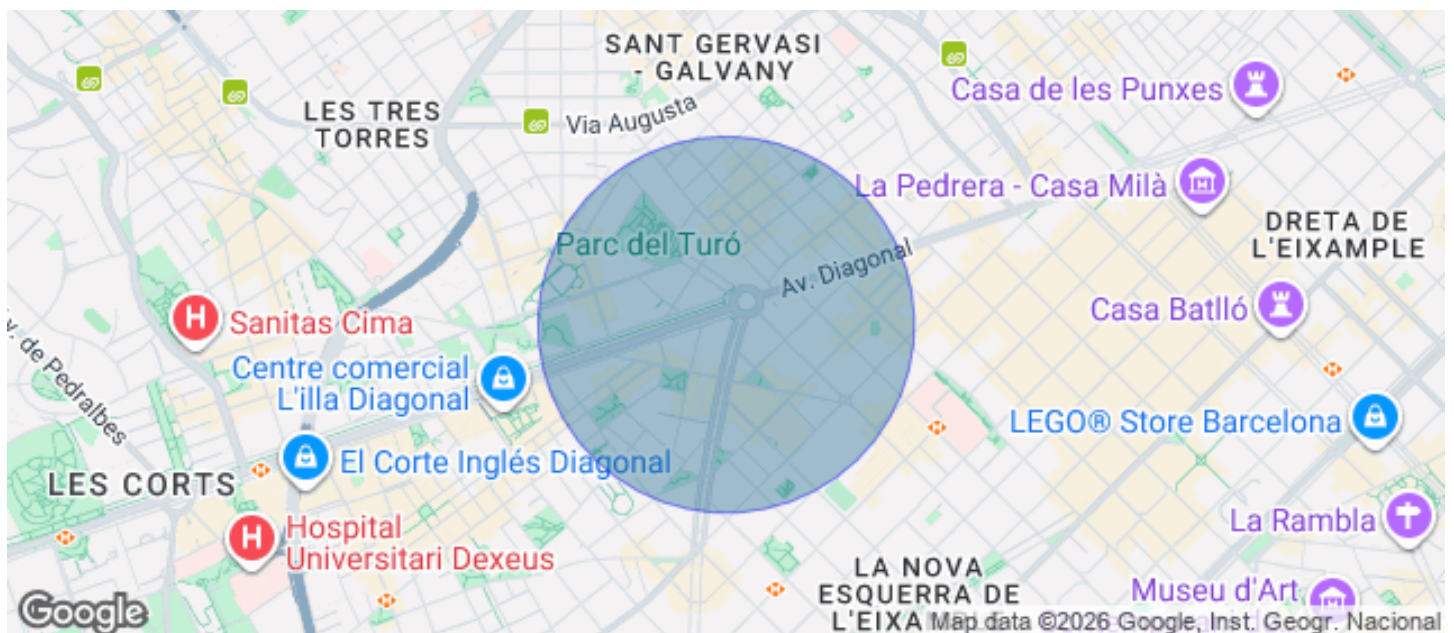 SANT GERVASI
- GALVANY
Casa de les Punxes
LES TRES
TORRES
Via Augusta
La Pedrera - Casa Milà
DRETA DE
L'EIXAMPLE
Parc del Turó
Av. Diagonal
Casa Batlló
Sanitas Cima
Av. de Pedralbes
Centre comercial
L'illa Diagonal
LEGO® Store Barcelona
El Corte Inglés Diagonal
LES CORTS
La Rambla
Hospital
Universitari Dexeus
LA NOVA
ESQUERRA DE
L'EIXA
Museu d'Art
Google
Map data ©2026 Google, Inst. Geogr. Nacional